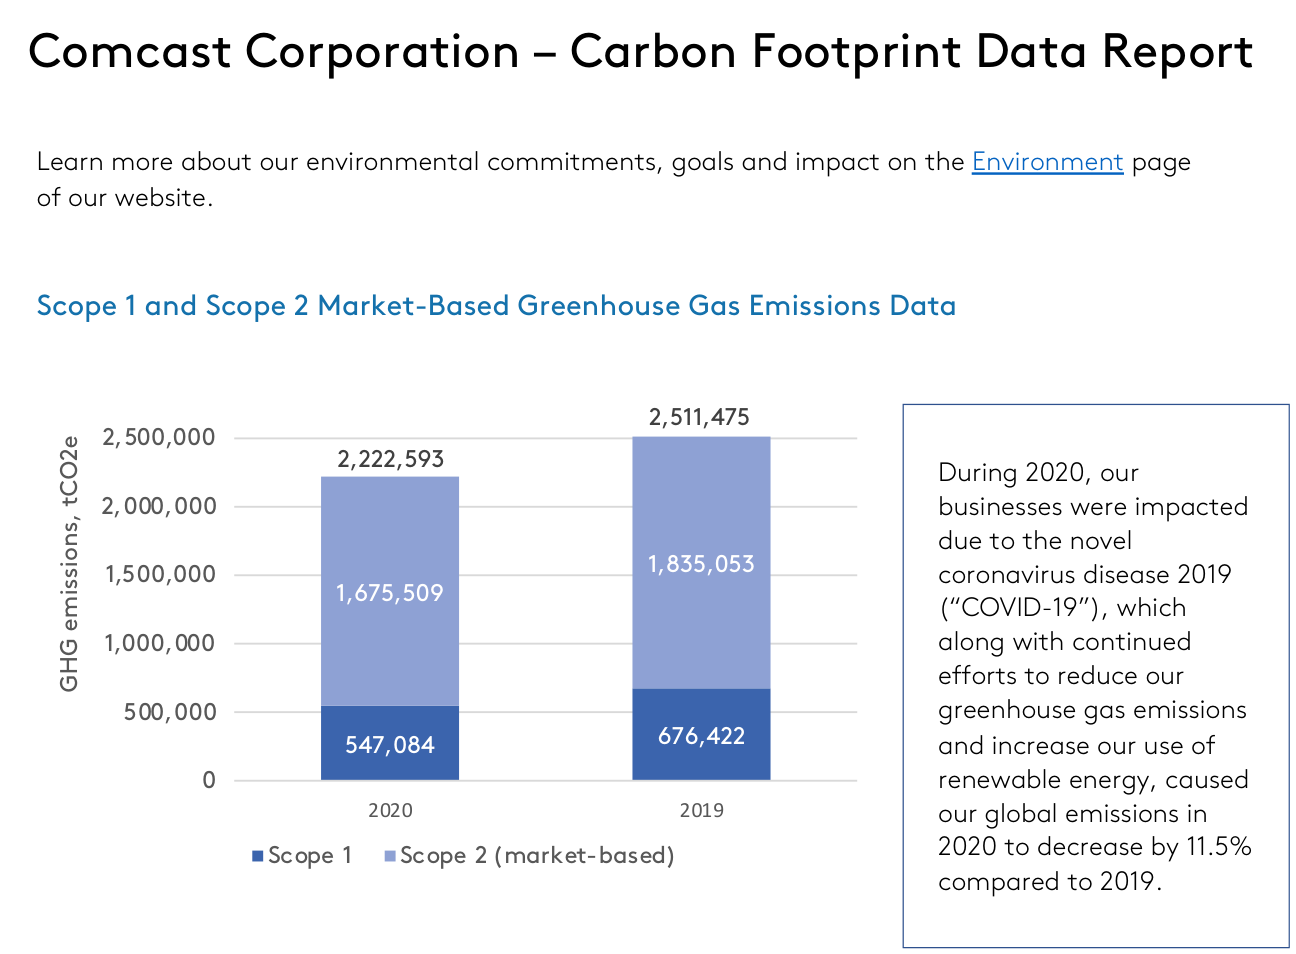 Comcast Corporation – Carbon Footprint Data Report
Learn more about our environmental commitments, goals and impact on the Environment page
of our website.
Scope 1 and Scope 2 Market-Based Greenhouse Gas Emissions Data
GHG emissions, tCO2e
2,500,000
2,000,000
1,500,000
1,000,000
500,000
0
2,222,593
1,675,509
547,084
2,511,475
1,835,053
676,422
2020
2019
Scope 1
Scope 2 (market-based)
During 2020, our
businesses were impacted
due to the novel
coronavirus disease 2019
(“COVID-19”), which
along with continued
efforts to reduce our
greenhouse gas emissions
and increase our use of
renewable energy, caused
our global emissions in
2020 to decrease by 11.5%
compared to 2019.